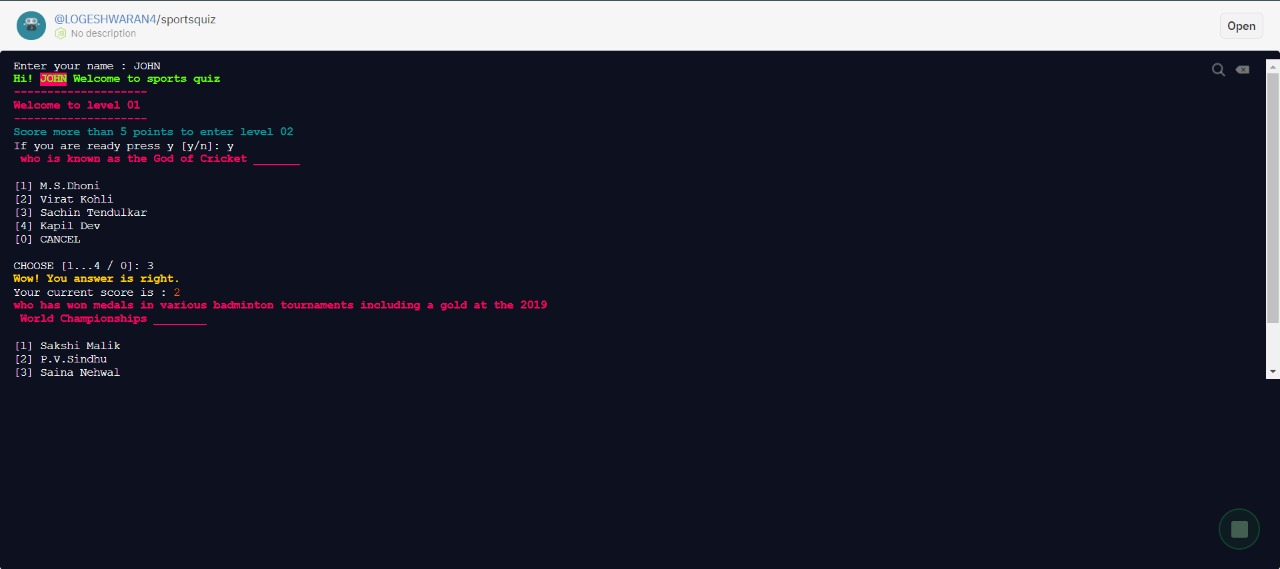 @LOGESHWARAN4/sportsquiz
No description
Open
Enter your name : JOHN
Hi! JOHN Welcome to sports quiz
--------------------
Welcome to level 01
--------------------
Score more than 5 points to enter level 02
If you are ready press y [y/n]: y
who is known as the God of Cricket _______
[1] M.S.Dhoni
[2] Virat Kohli
[3] Sachin Tendulkar
[4] Kapil Dev
[0] CANCEL
CHOOSE [1...4 / 0]: 3
Wow! You answer is right.
Your current score is : 2
who has won medals in various badminton tournaments including a gold at the 2019
World Championships ________
[1] Sakshi Malik
[2] P.V.Sindhu
[3] Saina Nehwal